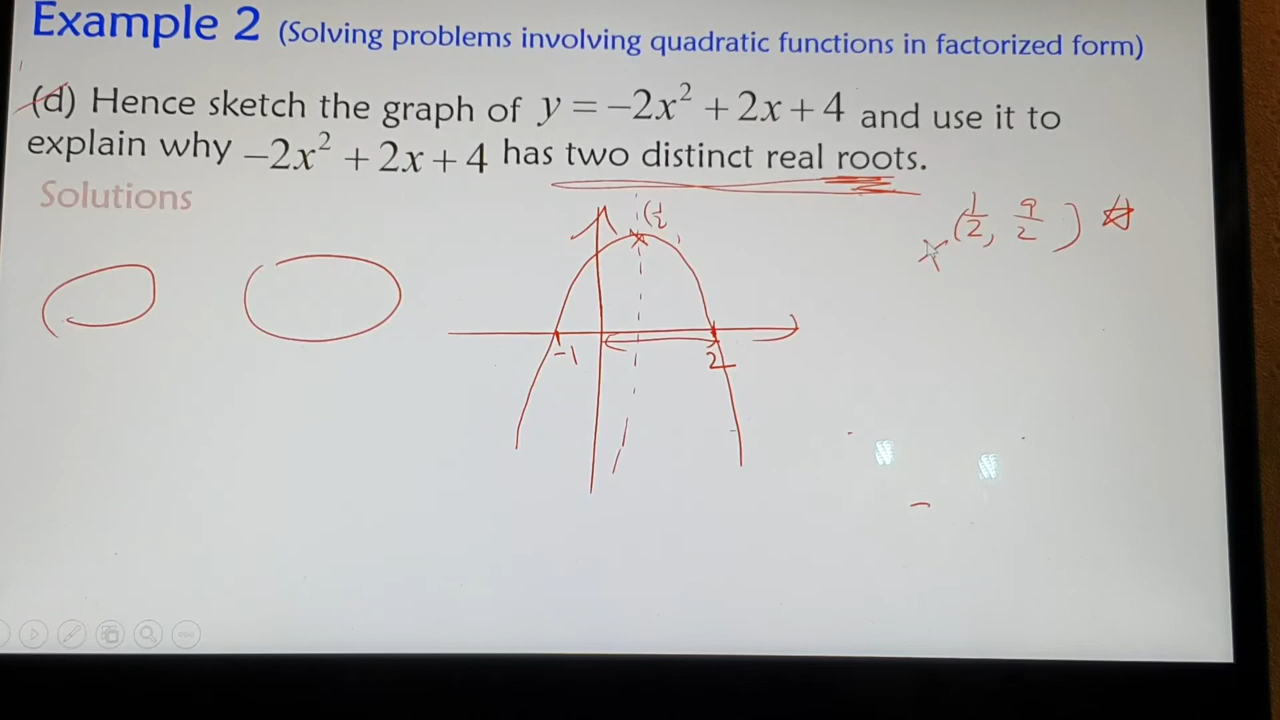 Example 2 (Solving problems involving quadratic functions in factorized form)
(d) Hence sketch the graph of y = −2x² + 2x + 4 and use it to
explain why −2x² + 2x + 4 has two distinct real roots.
Solutions
(1/2,
(1/2, 9/2)
-1
2